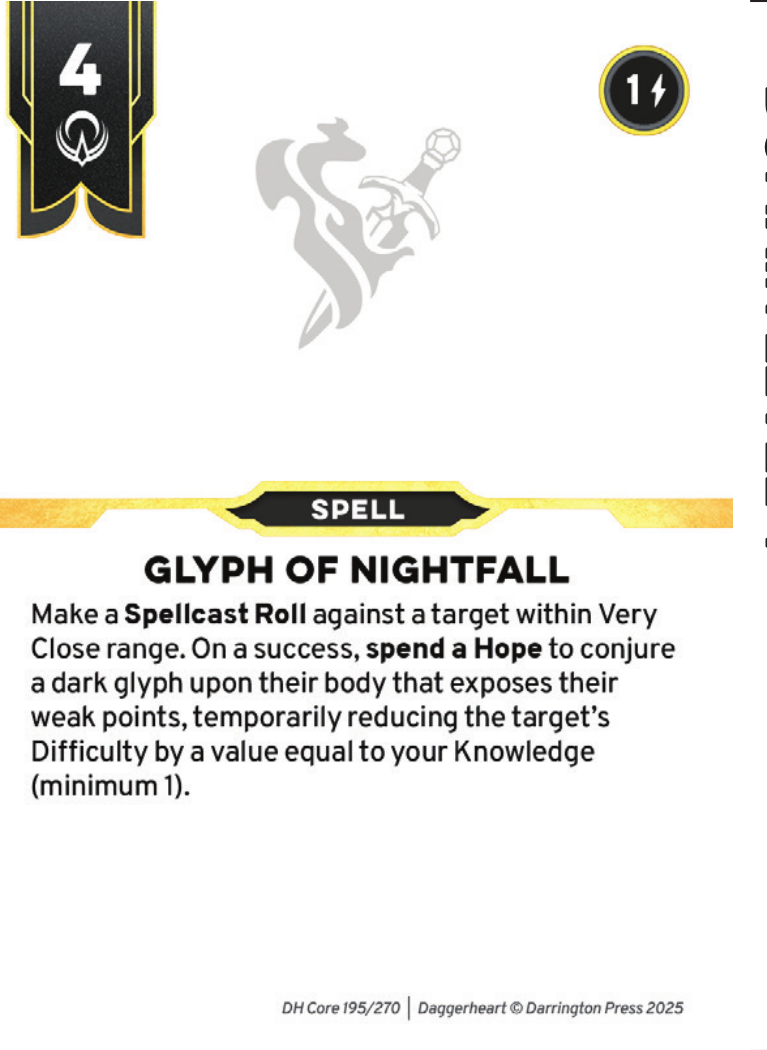 4
1
SPELL
GLYPH OF NIGHTFALL
Make a Spellcast Roll against a target within Very
Close range. On a success, spend a Hope to conjure
a dark glyph upon their body that exposes their
weak points, temporarily reducing the target’s
Difficulty by a value equal to your Knowledge
(minimum 1).
DH Core 195/270 | Daggerheart © Darrington Press 2025